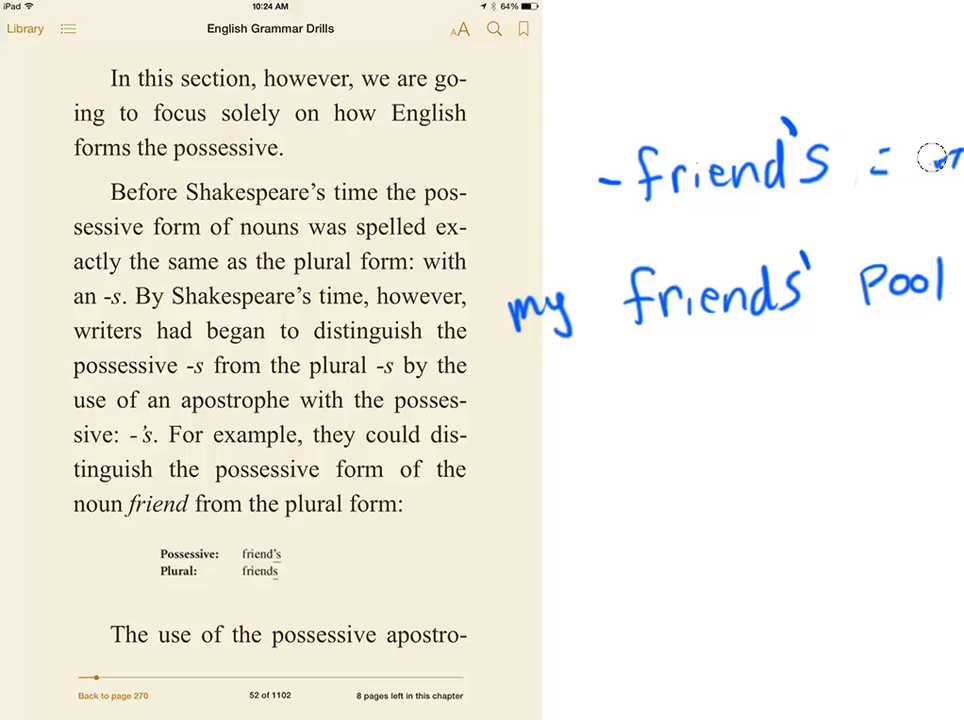 iPad 10:24 AM 64%
Library English Grammar Drills AA
In this section, however, we are go-
ing to focus solely on how English
forms the possessive.
Before Shakespeare's time the pos-
sessive form of nouns was spelled ex-
actly the same as the plural form: with
an -s. By Shakespeare's time, however,
writers had began to distinguish the
possessive -s from the plural -s by the
use of an apostrophe with the posses-
sive: -'s. For example, they could dis-
tinguish the possessive form of the
noun friend from the plural form:
Possessive: friend's
Plural: friends
The use of the possessive apostro-
Back to page 270 52 of 1102 8 pages left in this chapter
- friend's =
my friends' Pool